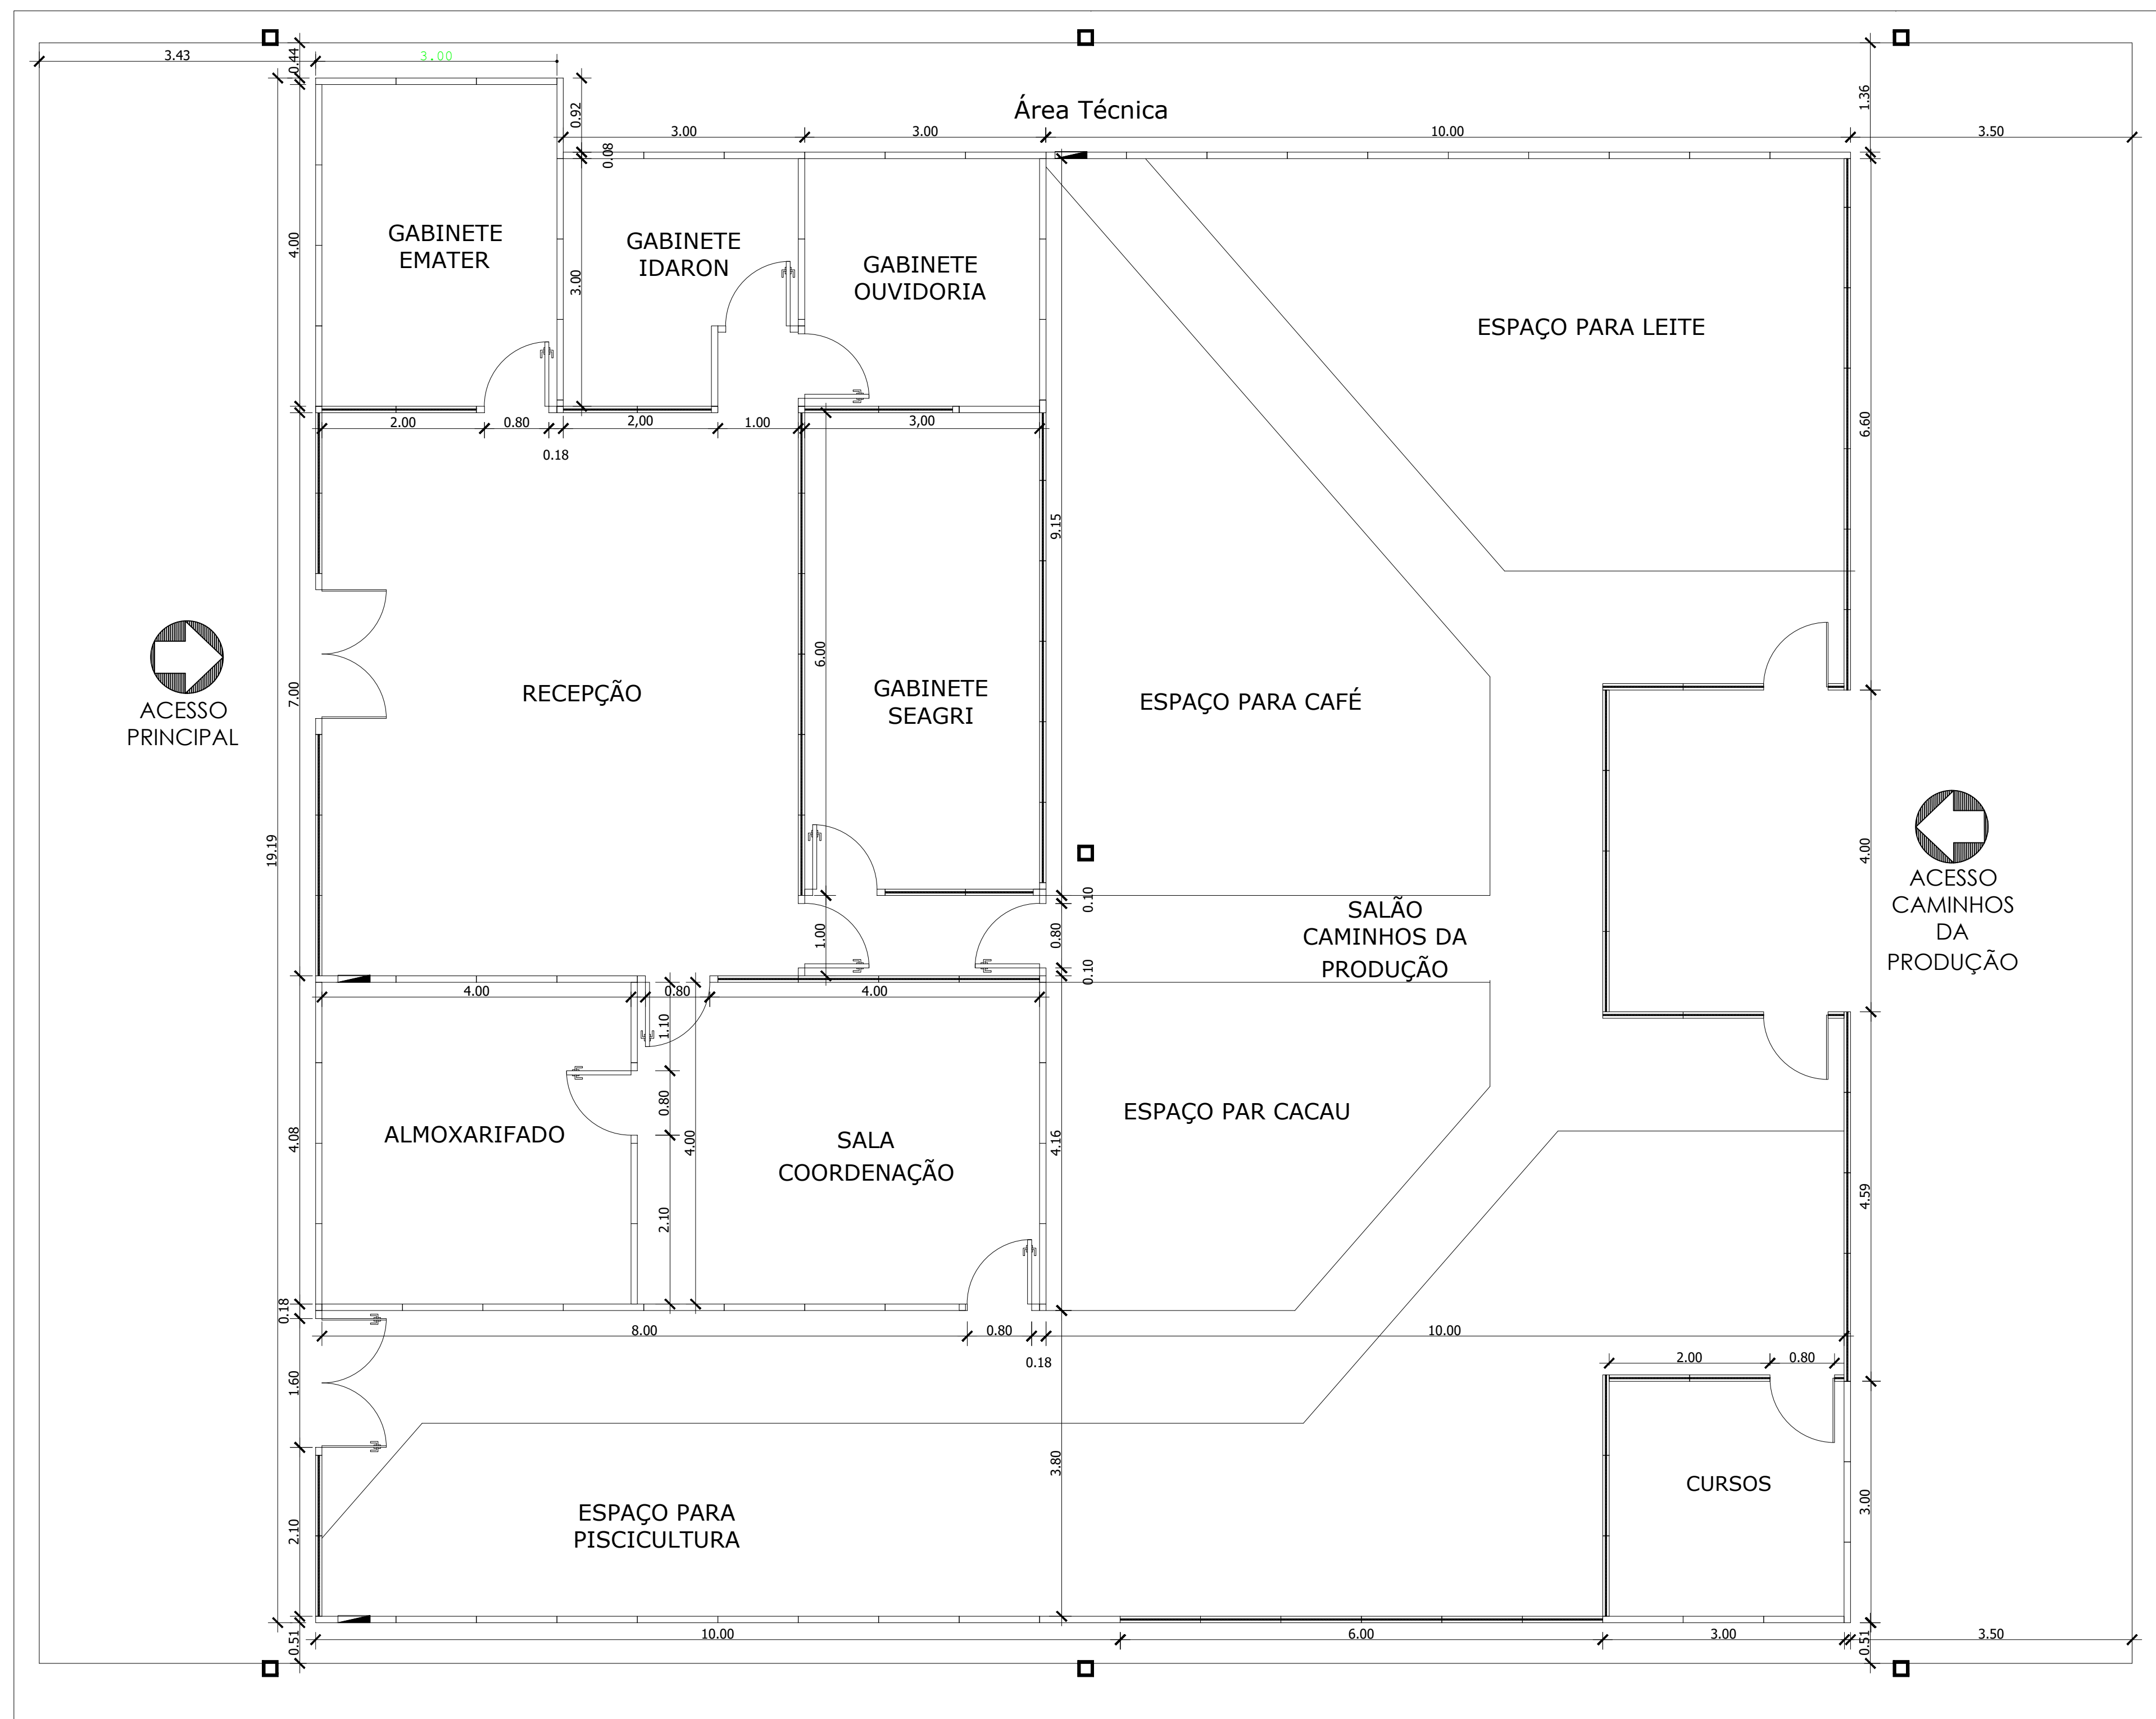 3.43
0.44
3.00
0.92
Área Técnica
1.36
3.00
3.00
10.00
3.50
0.08
GABINETE
EMATER
GABINETE
IDARON
GABINETE
OUVIDORIA
4.00
3.00
ESPAÇO PARA LEITE
6.60
2.00
0.80
2,00
1.00
3,00
0.18
9.15
6.00
7.00
RECEPÇÃO
GABINETE
SEAGRI
ESPAÇO PARA CAFÉ
ACESSO
PRINCIPAL
19.19
4.00
ACESSO
CAMINHOS
DA
PRODUÇÃO
0.10
SALÃO
CAMINHOS DA
PRODUÇÃO
1.00
0.80
0.10
4.00
0.80
4.00
1.10
0.80
4.00
2.10
4.08
ALMOXARIFADO
SALA
COORDENAÇÃO
4.16
ESPAÇO PAR CACAU
4.59
0.18
8.00
0.80
10.00
0.18
2.00
0.80
1.60
3.80
CURSOS
3.00
2.10
ESPAÇO PARA
PISCICULTURA
0.51
10.00
6.00
3.00
0.51
3.50